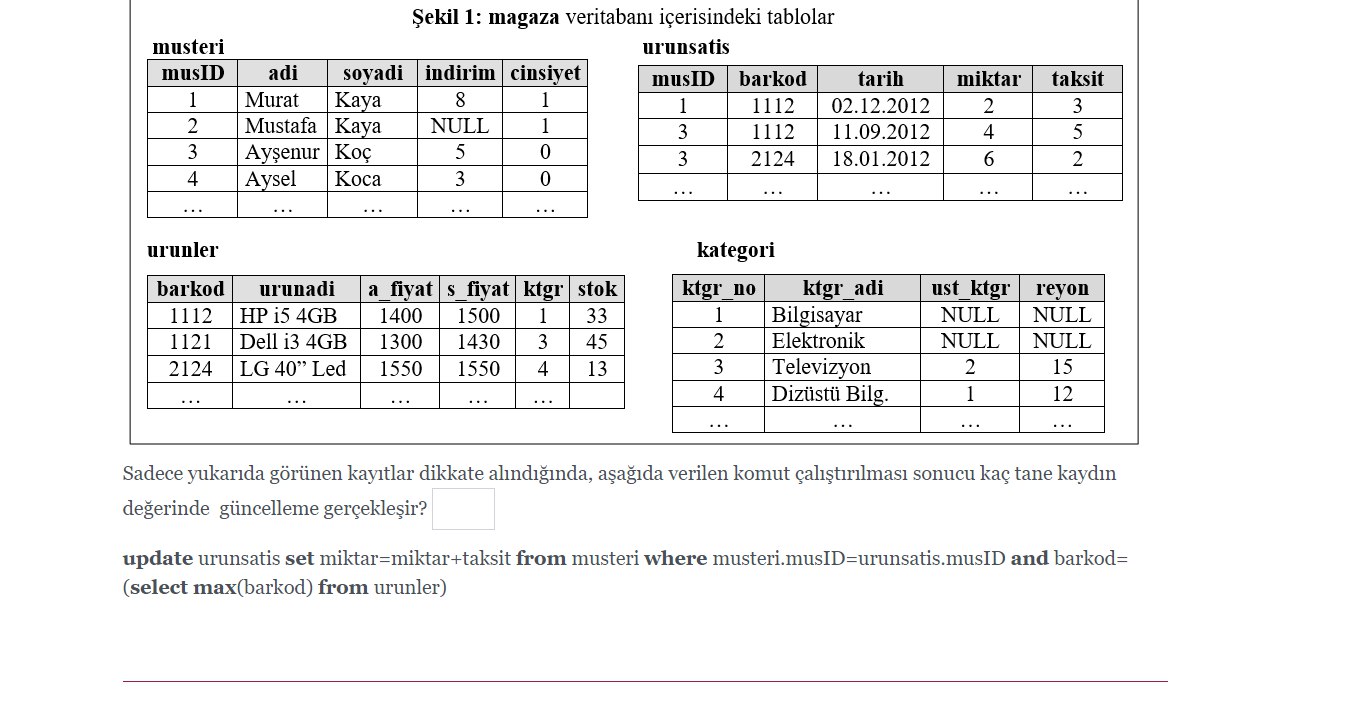 Şekil 1: magaza veritabanı içerisindeki tablolar
musteri
musID adi soyadi indirim cinsiyet
1 Murat Kaya 8 1
2 Mustafa Kaya NULL 1
3 Ayşenur Koç 5 0
4 Aysel Koca 3 0
… … … … …
urunsatis
musID barkod tarih miktar taksit
1 1112 02.12.2012 2 3
3 1112 11.09.2012 4 5
3 2124 18.01.2012 6 2
… … … … …
urunler
barkod urunadi a_fiyat s_fiyat ktgr stok
1112 HP i5 4GB 1400 1500 1 33
1121 Dell i3 4GB 1300 1430 3 45
2124 LG 40” Led 1550 1550 4 13
… … … … …
kategori
ktgr_no ktgr_adi ust_ktgr reyon
1 Bilgisayar NULL NULL
2 Elektronik NULL NULL
3 Televizyon 2 15
4 Dizüstü Bilg. 1 12
… … … …
Sadece yukarıda görünen kayıtlar dikkate alındığında, aşağıda verilen komut çalıştırılması sonucu kaç tane kaydın
değerinde güncelleme gerçekleşir?
update urunsatis set miktar=miktar+taksit from musteri where musteri.musID=urunsatis.musID and barkod=
(select max(barkod) from urunler)